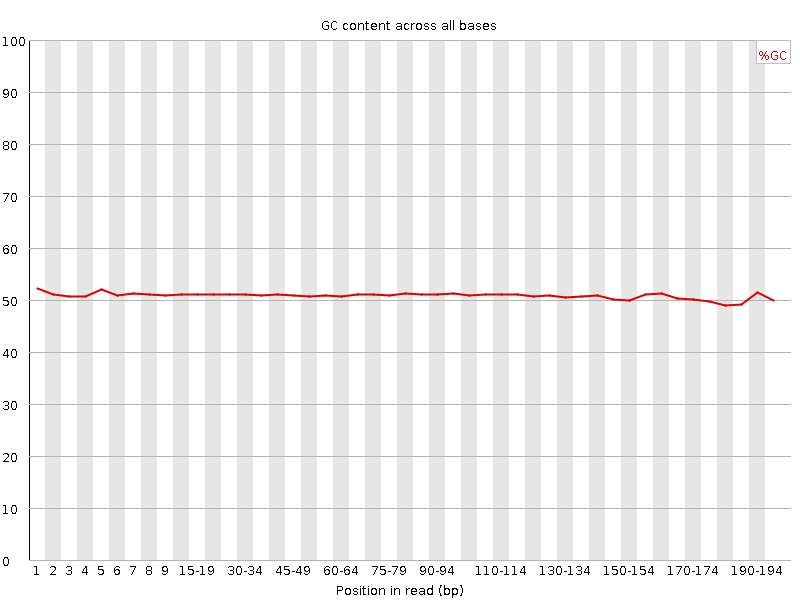 GC content across all bases
100
%GC
90
80
70
60
50
40
30
20
10
0
1 2 3 4 5 6 7 8 9 15-19 30-34 45-49 60-64 75-79 90-94 110-114 130-134 150-154 170-174 190-194
Position in read (bp)